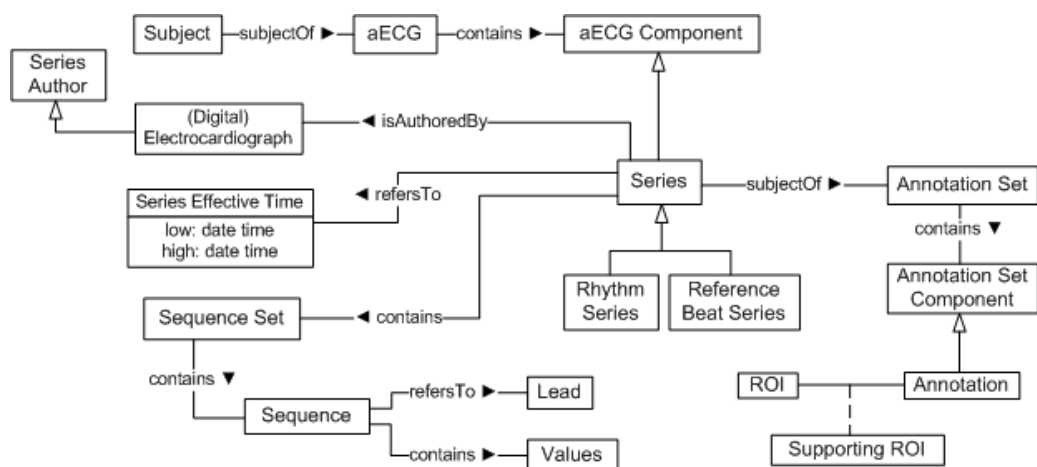 Subject
subjectOf ►
aECG
contains ►
aECG Component
Series
Author
(Digital)
Electrocardiograph
◄ isAuthoredBy
Series Effective Time
low: date time
high: date time
◄ refersTo
Series
subjectOf ►
Annotation Set
contains ▼
Annotation Set
Component
Rhythm
Series
Reference
Beat Series
Sequence Set
◄ contains
contains ▼
Sequence
refersTo ►
Lead
contains ►
Values
ROI
Annotation
Supporting ROI